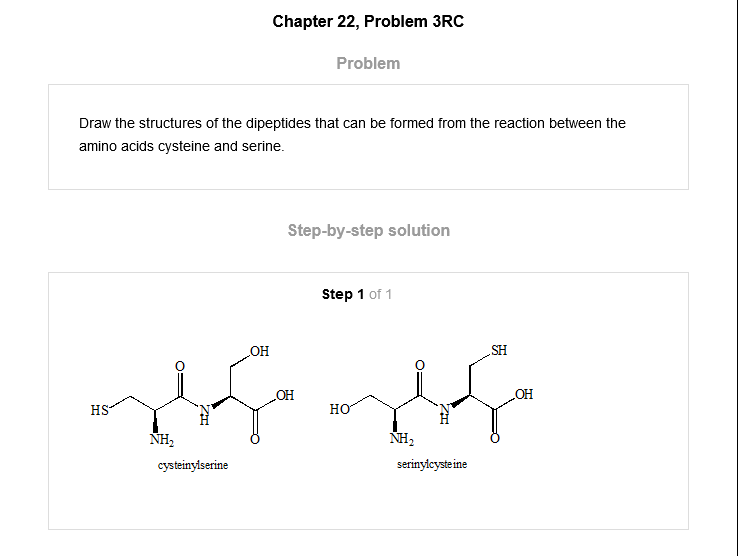 Chapter 22, Problem 3RC
Problem
Draw the structures of the dipeptides that can be formed from the reaction between the
amino acids cysteine and serine.
Step-by-step solution
Step 1 of 1
OH
O
OH
HS
N
H
NH₂
O
cysteinylserine
SH
O
OH
HO
N
H
NH₂
O
serinylcysteine